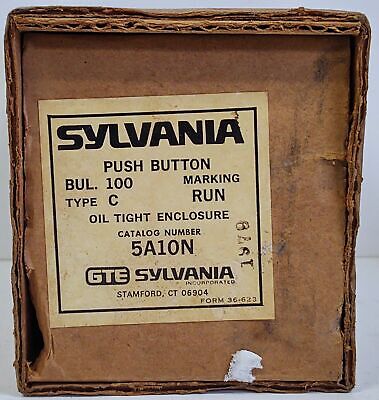 SYLVANIA
PUSH BUTTON
BUL. 100 MARKING
TYPE C RUN
OIL TIGHT ENCLOSURE
CATALOG NUMBER
5A10N
GTE SYLVANIA
INCORPORATED
STAMFORD, CT 06904
FORM 36-623